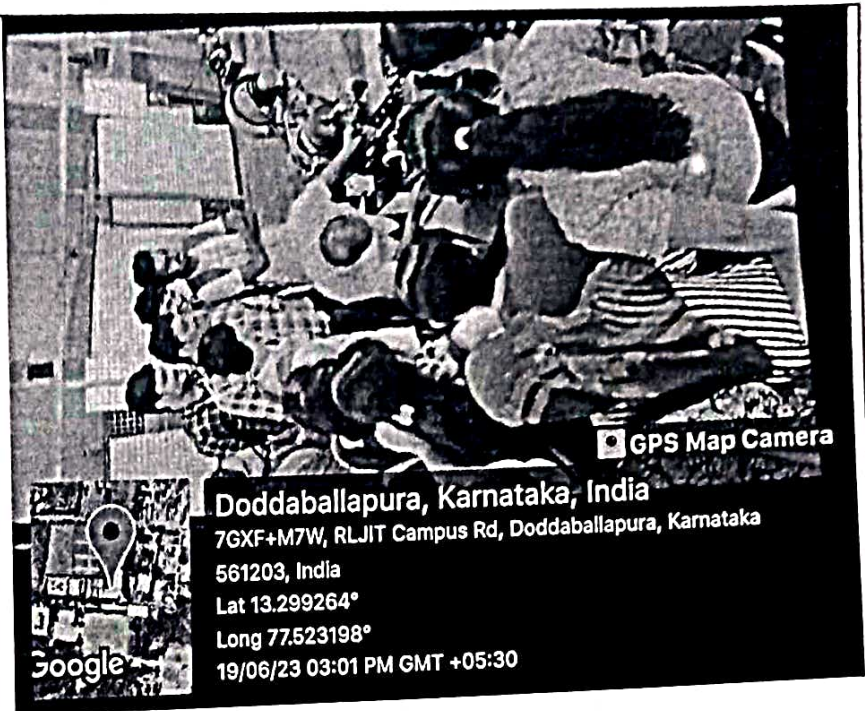 GPS Map Camera
Doddaballapura, Karnataka, India
7GXF+M7W, RLJIT Campus Rd, Doddaballapura, Karnataka
561203, India
Lat 13.299264°
Long 77.523198°
19/06/23 03:01 PM GMT +05:30
Google